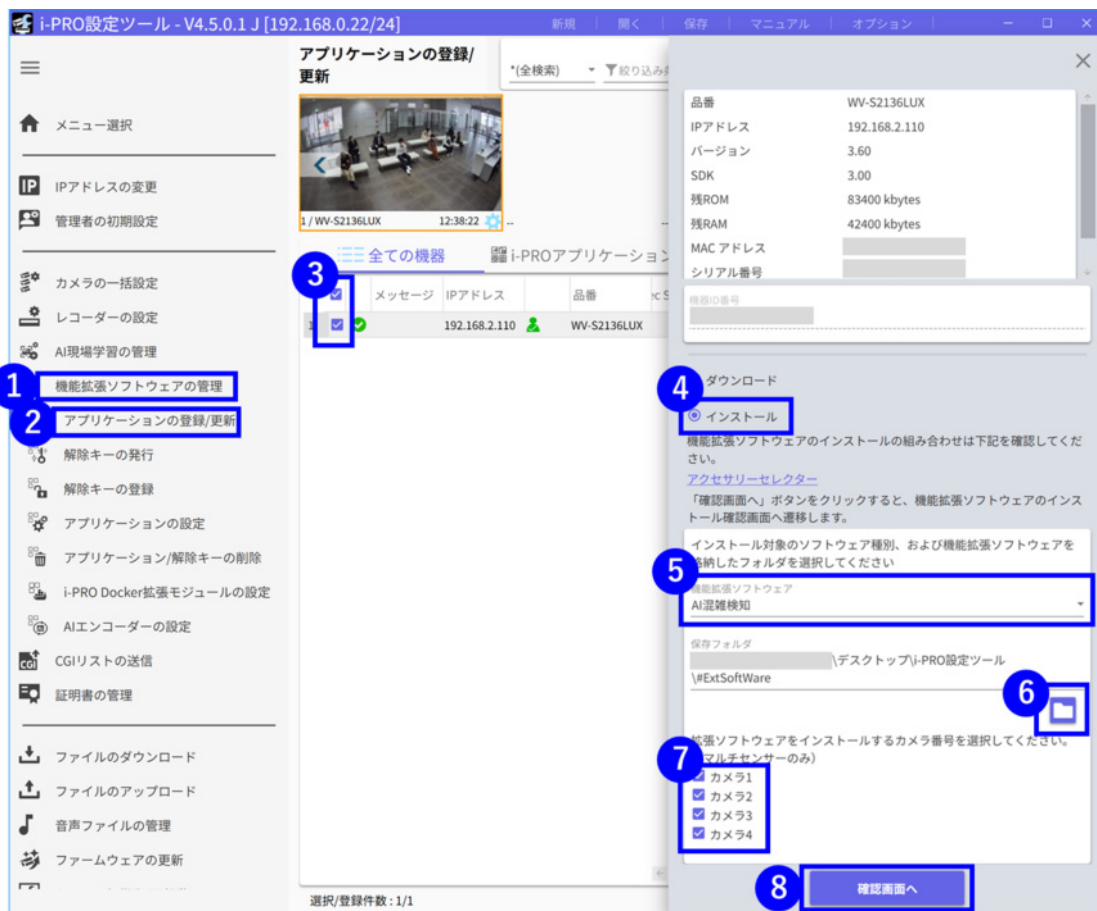 i-PRO設定ツール - V4.5.0.1 J [192.168.0.22/24]
新規
開く
保存
マニュアル
オプション
メニュー選択
IP
IPアドレスの変更
管理者の初期設定
カメラの一括設定
レコーダーの設定
AI現場学習の管理
1
機能拡張ソフトウェアの管理
2
アプリケーションの登録/更新
解除キーの発行
解除キーの登録
アプリケーションの設定
アプリケーション/解除キーの削除
i-PRO Docker拡張モジュールの設定
AIエンコーダーの設定
CGI
CGIリストの送信
証明書の管理
ファイルのダウンロード
ファイルのアップロード
音声ファイルの管理
ファームウェアの更新
アプリケーションの登録/
更新
*(全検索)
絞り込み
1 / WV-S2136LUX
12:38:22
--
全ての機器
i-PROアプリケーション
3
メッセージ
IPアドレス
品番
192.168.2.110
WV-S2136LUX
選択/登録件数 : 1/1
品番
WV-S2136LUX
IPアドレス
192.168.2.110
バージョン
3.60
SDK
3.00
残ROM
83400 kbytes
残RAM
42400 kbytes
MAC アドレス
シリアル番号
機器ID番号
ダウンロード
4
インストール
機能拡張ソフトウェアのインストールの組み合わせは下記を確認してくだ
さい。
アクセサリーセレクター
「確認画面へ」ボタンをクリックすると、機能拡張ソフトウェアのインス
トール確認画面へ遷移します。
インストール対象のソフトウェア種別、および機能拡張ソフトウェアを
格納したフォルダを選択してください
5
機能拡張ソフトウェア
AI混雑検知
保存フォルダ
\デスクトップ\i-PRO設定ツール
\#ExtSoftWare
6
拡張ソフトウェアをインストールするカメラ番号を選択してください。
マルチセンサーのみ）
7
カメラ1
カメラ2
カメラ3
カメラ4
8
確認画面へ